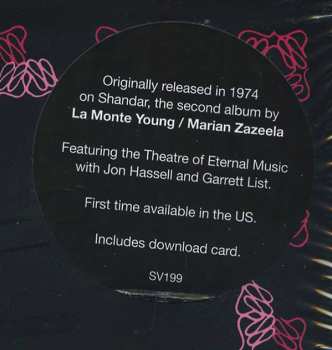 Originally released in 1974
on Shandar, the second album by
La Monte Young / Marian Zazeela
Featuring the Theatre of Eternal Music
with Jon Hassell and Garrett List.
First time available in the US.
Includes download card.
SV199